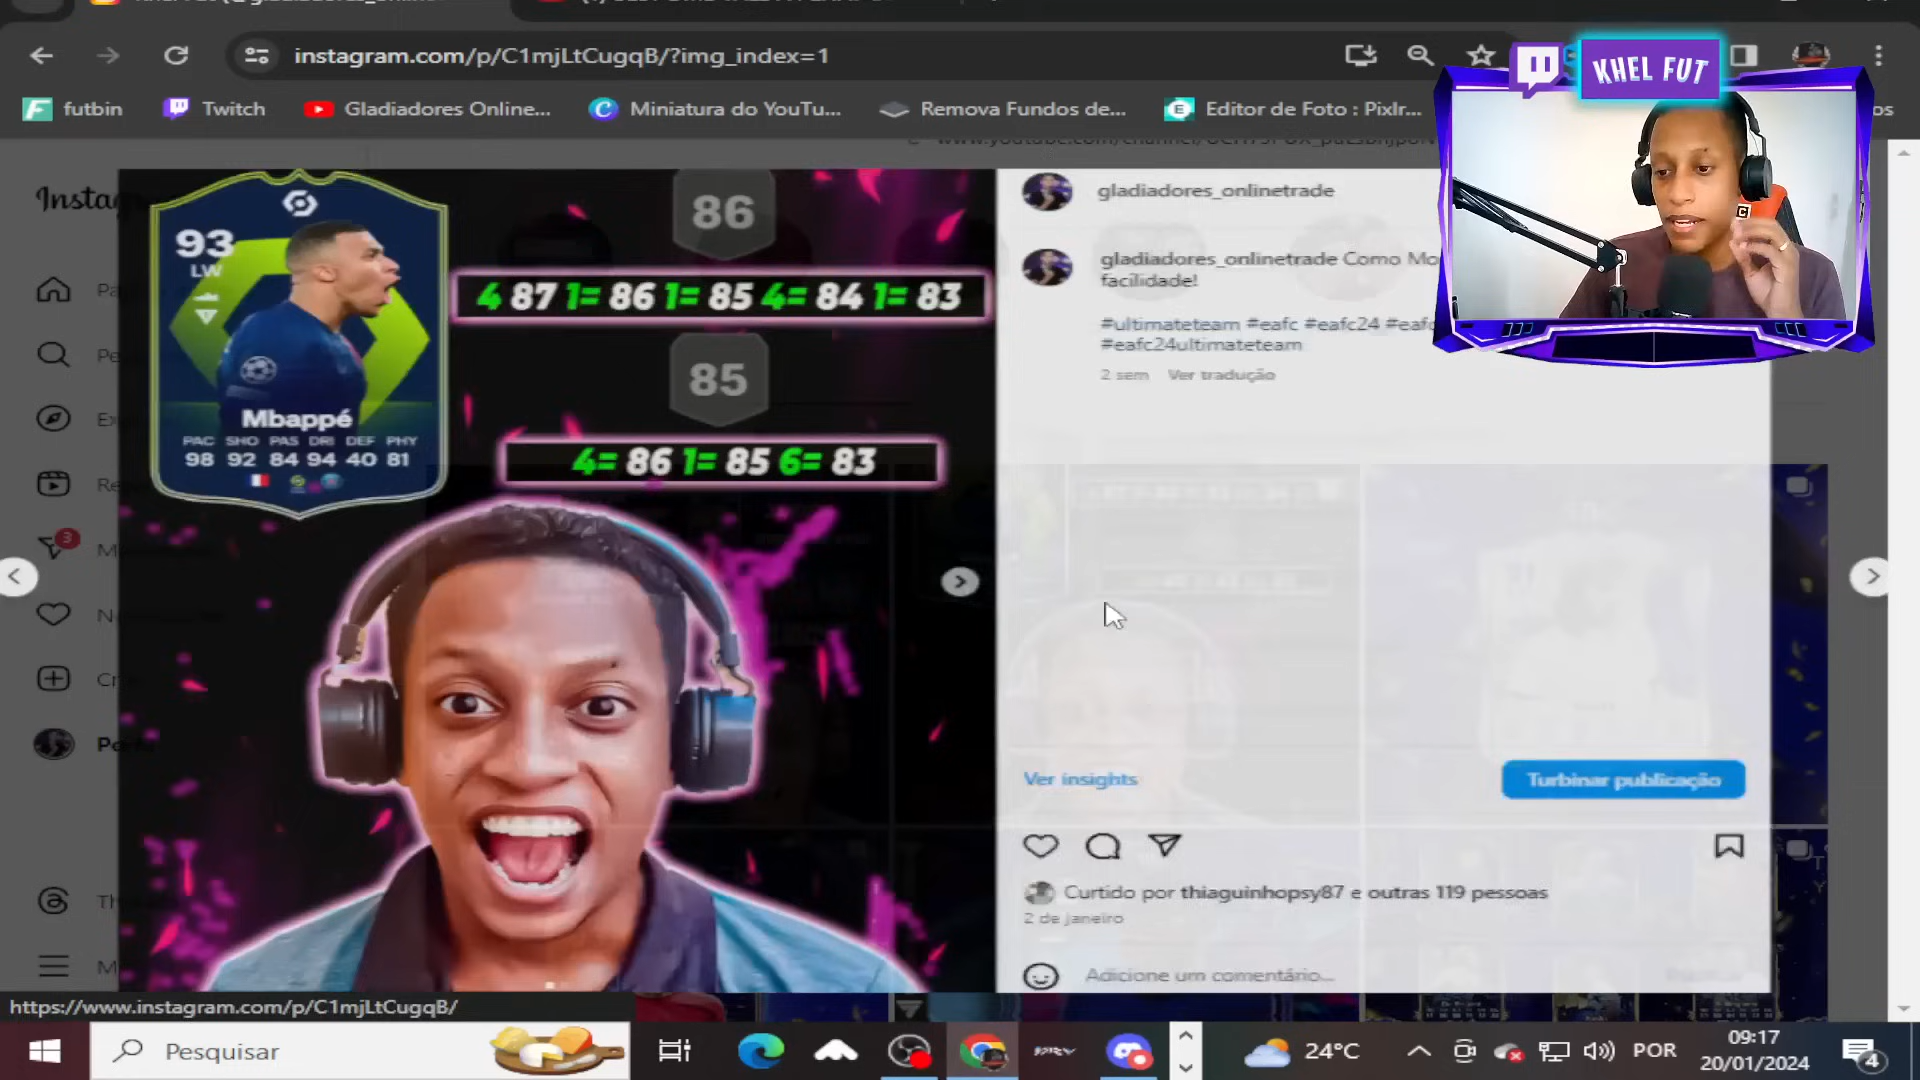 instagram.com/p/C1mjLtCugqB/?img_index=1
KHEL FUT
futbin
Twitch
Gladiadores Online...
Miniatura do YouTu...
Remova Fundos de...
Editor de Foto : Pixlr...
93
LW
Mbappé
PAC SHO PAS DRI DEF PHY
98 92 84 94 40 81
86
4 87 1= 86 1= 85 4= 84 1= 83
85
4= 86 1= 85 6= 83
gladiadores_onlinetrade
gladiadores_onlinetrade Como Mo
facilidade!
#ultimateteam #eafc #eafc24 #eafc
#eafc24ultimateteam
2 sem Ver tradução
3
Ver insights
Turbinar publicação
Curtido por thiaguinhopsy87 e outras 119 pessoas
2 de janeiro
Adicione um comentário...
https://www.instagram.com/p/C1mjLtCugqB/
Pesquisar
24°C
POR
09:17
20/01/2024
4